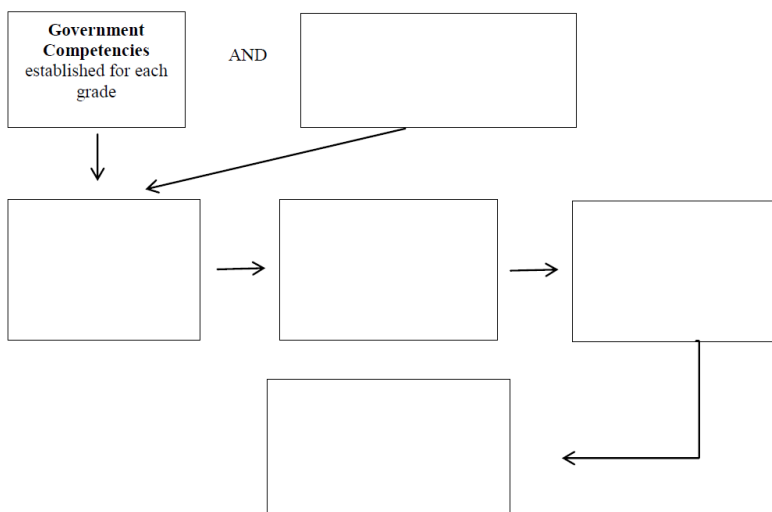 Government
Competencies
established for each
grade
AND